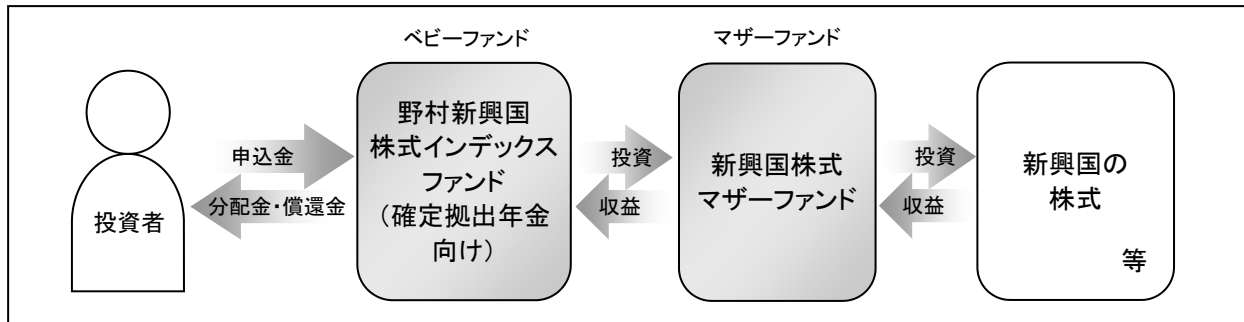 ベビーファンド
マザーファンド
投資者
申込金
分配金・償還金
野村新興国
株式インデックス
ファンド
（確定拠出年金
向け）
投資
収益
新興国株式
マザーファンド
投資
収益
新興国の
株式
等